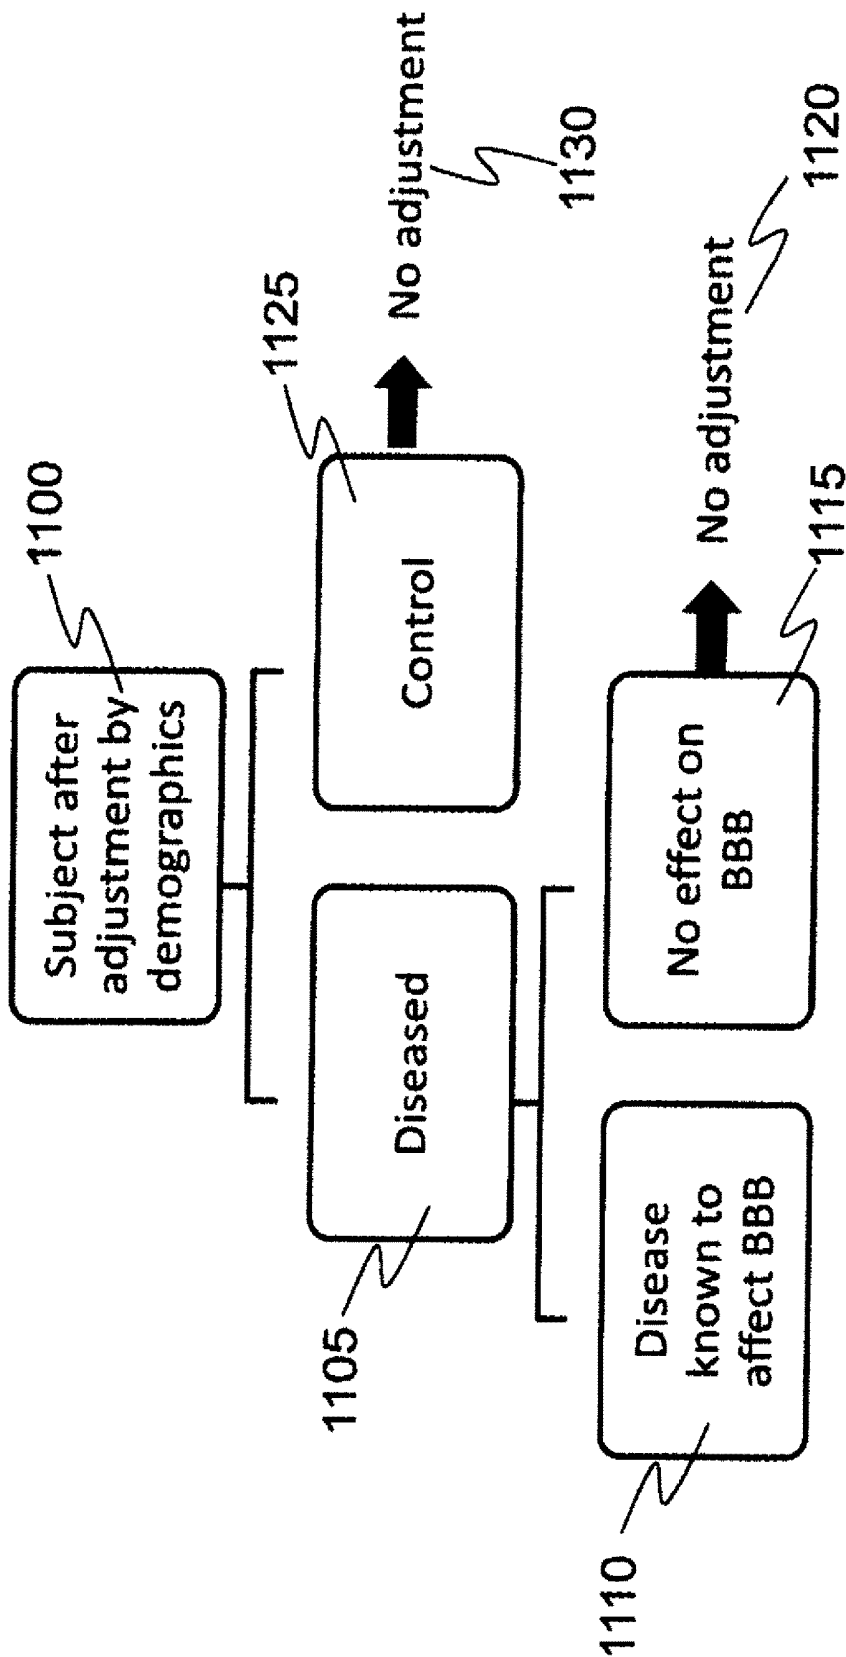 1100
Subject after
adjustment by
demographics
1105
Diseased
1125
Control
No adjustment
1130
1110
Disease
known to
affect BBB
No effect on
BBB
1115
No adjustment
1120